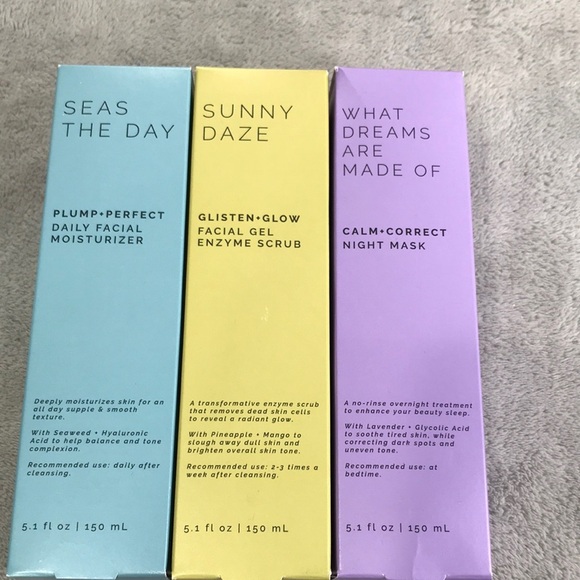 SEAS
THE DAY
PLUMP+PERFECT
DAILY FACIAL
MOISTURIZER
Deeply moisturizes skin for an
all day supple & smooth
texture.
With Seaweed + Hyaluronic
Acid to help balance and tone
complexion.
Recommended use: daily after
cleansing.
5.1 fl oz | 150 mL
SUNNY
DAZE
GLISTEN+GLOW
FACIAL GEL
ENZYME SCRUB
A transformative enzyme scrub
that removes dead skin cells
to reveal a radiant glow.
With Pineapple + Mango to
slough away dull skin and
brighten overall skin tone.
Recommended use: 2-3 times a
week after cleansing.
5.1 fl oz | 150 mL
WHAT
DREAMS
ARE
MADE OF
CALM+CORRECT
NIGHT MASK
A no-rinse overnight treatment
to enhance your beauty sleep.
With Lavender + Glycolic Acid
to soothe tired skin, while
correcting dark spots and
uneven tone.
Recommended use: at
bedtime.
5.1 fl oz | 150 mL